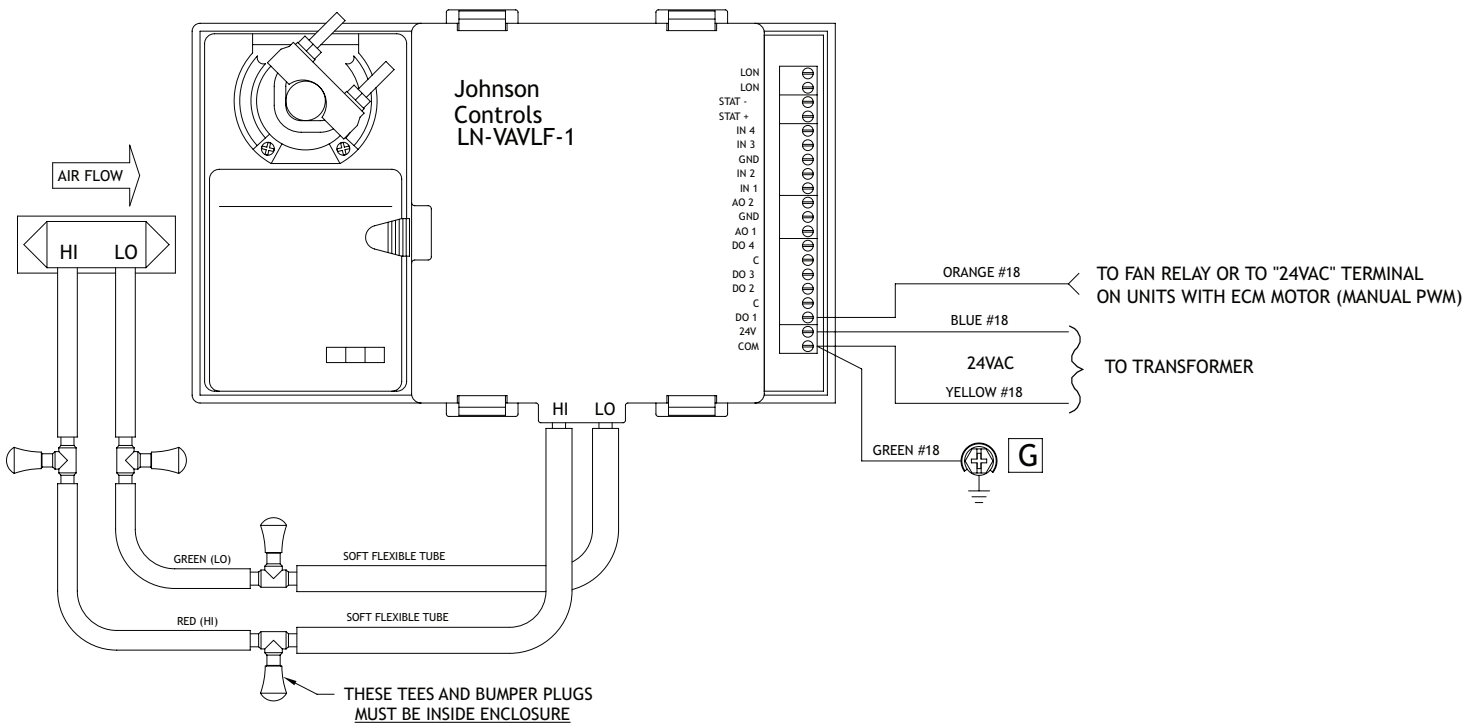 Johnson
Controls
LN-VAVLF-1
LON
LON
STAT -
STAT +
IN 4
IN 3
GND
IN 2
IN 1
AO 2
GND
AO 1
DO 4
C
DO 3
DO 2
C
DO 1
24V
COM
AIR FLOW
HI LO
ORANGE #18
TO FAN RELAY OR TO "24VAC" TERMINAL
ON UNITS WITH ECM MOTOR (MANUAL PWM)
BLUE #18
24VAC
TO TRANSFORMER
YELLOW #18
HI LO
GREEN #18
G
GREEN (LO)
SOFT FLEXIBLE TUBE
RED (HI)
SOFT FLEXIBLE TUBE
THESE TEES AND BUMPER PLUGS
MUST BE INSIDE ENCLOSURE